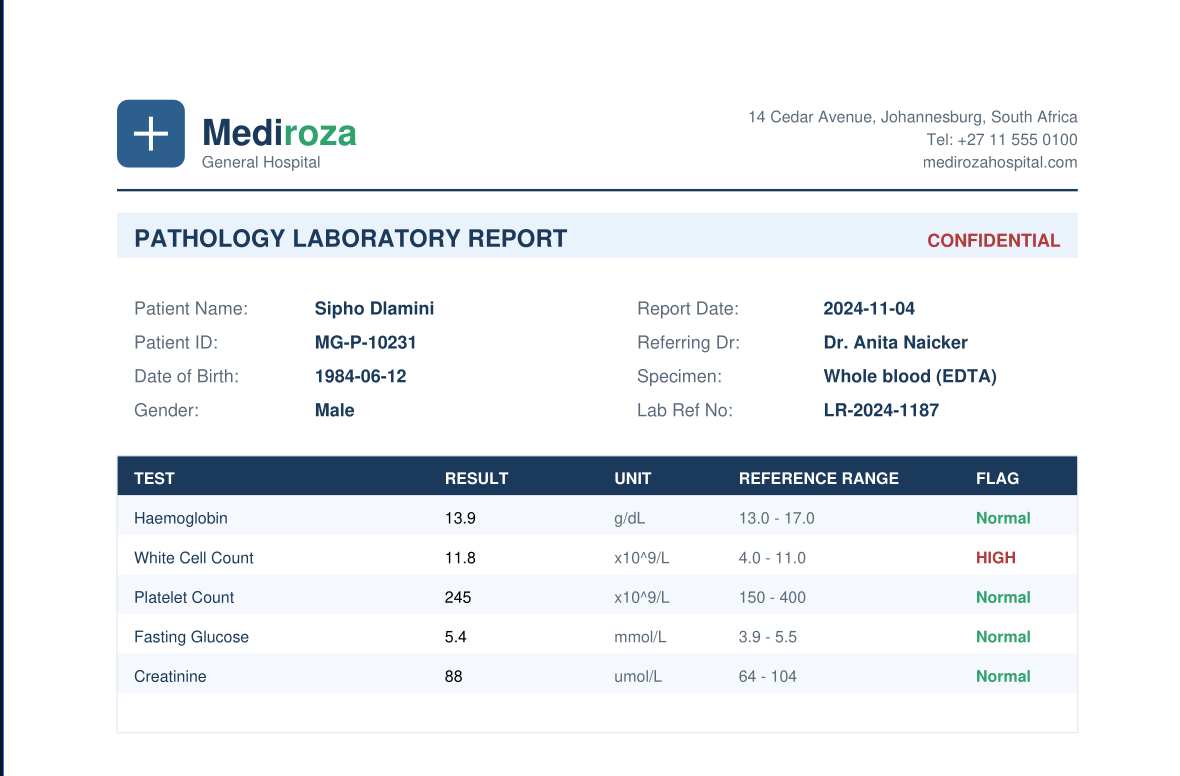 Mediroza
General Hospital
14 Cedar Avenue, Johannesburg, South Africa
Tel: +27 11 555 0100
medirozahospital.com
PATHOLOGY LABORATORY REPORT CONFIDENTIAL
Patient Name: Sipho Dlamini Report Date: 2024-11-04
Patient ID: MG-P-10231 Referring Dr: Dr. Anita Naicker
Date of Birth: 1984-06-12 Specimen: Whole blood (EDTA)
Gender: Male Lab Ref No: LR-2024-1187
TEST RESULT UNIT REFERENCE RANGE FLAG
Haemoglobin 13.9 g/dL 13.0 - 17.0 Normal
White Cell Count 11.8 x10^9/L 4.0 - 11.0 HIGH
Platelet Count 245 x10^9/L 150 - 400 Normal
Fasting Glucose 5.4 mmol/L 3.9 - 5.5 Normal
Creatinine 88 umol/L 64 - 104 Normal